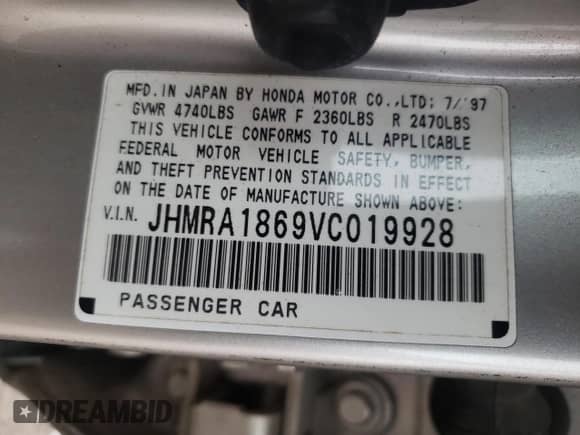 MFD. IN JAPAN BY HONDA MOTOR CO.,LTD; 7/'97
GVWR 4740LBS GAWR F 2360LBS R 2470LBS
THIS VEHICLE CONFORMS TO ALL APPLICABLE
FEDERAL MOTOR VEHICLE SAFETY, BUMPER,
AND THEFT PREVENTION STANDARDS IN EFFECT
ON THE DATE OF MANUFACTURE SHOWN ABOVE:
V.I.N. JHMRA1869VC019928
PASSENGER CAR
DREAMBID